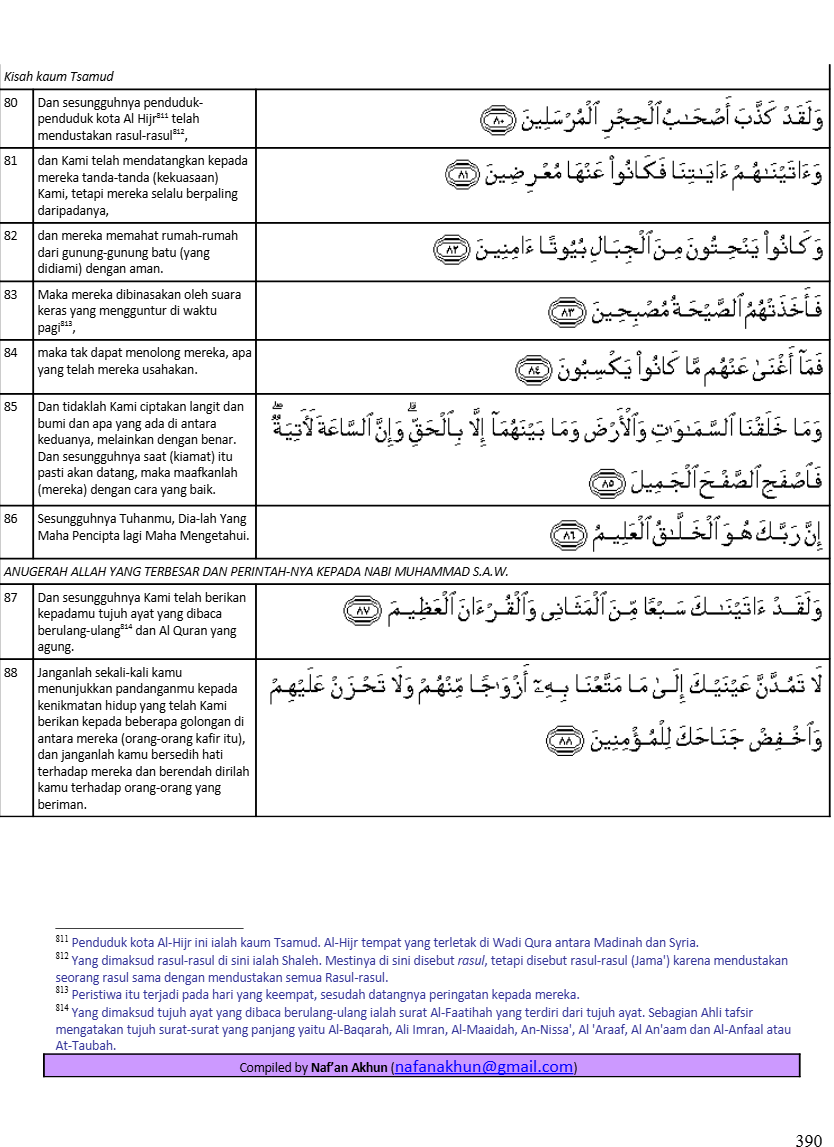 Kisah kaum Tsamud
80
Dan sesungguhnya penduduk-
penduduk kota Al Hijr⁸¹¹ telah
mendustakan rasul-rasul⁸¹²,
وَلَقَدْ كَذَّبَ أَصْحَـٰبُ ٱلْحِجْرِ ٱلْمُرْسَلِينَ ٨٠
81
dan Kami telah mendatangkan kepada
mereka tanda-tanda (kekuasaan)
Kami, tetapi mereka selalu berpaling
daripadanya,
وَءَاتَيْنَـٰهُمْ ءَايَـٰتِنَا فَكَانُوا۟ عَنْهَا مُعْرِضِينَ ٨١
82
dan mereka memahat rumah-rumah
dari gunung-gunung batu (yang
didiami) dengan aman.
وَكَانُوا۟ يَنْحِتُونَ مِنَ ٱلْجِبَالِ بُيُوتًا ءَامِنِينَ ٨٢
83
Maka mereka dibinasakan oleh suara
keras yang mengguntur di waktu
pagi⁸¹³,
فَأَخَذَتْهُمُ ٱلصَّيْحَةُ مُصْبِحِينَ ٨٣
84
maka tak dapat menolong mereka, apa
yang telah mereka usahakan.
فَمَآ أَغْنَىٰ عَنْهُم مَّا كَانُوا۟ يَكْسِبُونَ ٨٤
85
Dan tidaklah Kami ciptakan langit dan
bumi dan apa yang ada di antara
keduanya, melainkan dengan benar.
Dan sesungguhnya saat (kiamat) itu
pasti akan datang, maka maafkanlah
(mereka) dengan cara yang baik.
وَمَا خَلَقْنَا ٱلسَّمَـٰوَٰتِ وَٱلْأَرْضَ وَمَا بَيْنَهُمَآ إِلَّا بِٱلْحَقِّ ۗ وَإِنَّ ٱلسَّاعَةَ لَأَتِيَةٌ ۖ
فَٱصْفَحِ ٱلصَّفْحَ ٱلْجَمِيلَ ٨٥
86
Sesungguhnya Tuhanmu, Dia-lah Yang
Maha Pencipta lagi Maha Mengetahui.
إِنَّ رَبَّكَ هُوَ ٱلْخَلَّـٰقُ ٱلْعَلِيمُ ٨٦
ANUGERAH ALLAH YANG TERBESAR DAN PERINTAH-NYA KEPADA NABI MUHAMMAD S.A.W.
87
Dan sesungguhnya Kami telah berikan
kepadamu tujuh ayat yang dibaca
berulang-ulang⁸¹⁴ dan Al Quran yang
agung.
وَلَقَدْ ءَاتَيْنَـٰكَ سَبْعًا مِّنَ ٱلْمَثَانِى وَٱلْقُرْءَانَ ٱلْعَظِيمَ ٨٧
88
Janganlah sekali-kali kamu
menunjukkan pandanganmu kepada
kenikmatan hidup yang telah Kami
berikan kepada beberapa golongan di
antara mereka (orang-orang kafir itu),
dan janganlah kamu bersedih hati
terhadap mereka dan berendah dirilah
kamu terhadap orang-orang yang
beriman.
لَا تَمُدَّنَّ عَيْنَيْكَ إِلَىٰ مَا مَتَّعْنَا بِهِۦٓ أَزْوَٰجًا مِّنْهُمْ وَلَا تَحْزَنْ عَلَيْهِمْ
وَٱخْفِضْ جَنَاحَكَ لِلْمُؤْمِنِينَ ٨٨
⁸¹¹ Penduduk kota Al-Hijr ini ialah kaum Tsamud. Al-Hijr tempat yang terletak di Wadi Qura antara Madinah dan Syria.
⁸¹² Yang dimaksud rasul-rasul di sini ialah Shaleh. Mestinya di sini disebut rasul, tetapi disebut rasul-rasul (Jama') karena mendustakan
seorang rasul sama dengan mendustakan semua Rasul-rasul.
⁸¹³ Peristiwa itu terjadi pada hari yang keempat, sesudah datangnya peringatan kepada mereka.
⁸¹⁴ Yang dimaksud tujuh ayat yang dibaca berulang-ulang ialah surat Al-Faatihah yang terdiri dari tujuh ayat. Sebagian Ahli tafsir
mengatakan tujuh surat-surat yang panjang yaitu Al-Baqarah, Ali Imran, Al-Maaidah, An-Nissa', Al 'Araaf, Al An'aam dan Al-Anfaal atau
At-Taubah.
Compiled by Naf’an Akhun (nafanakhun@gmail.com)
390